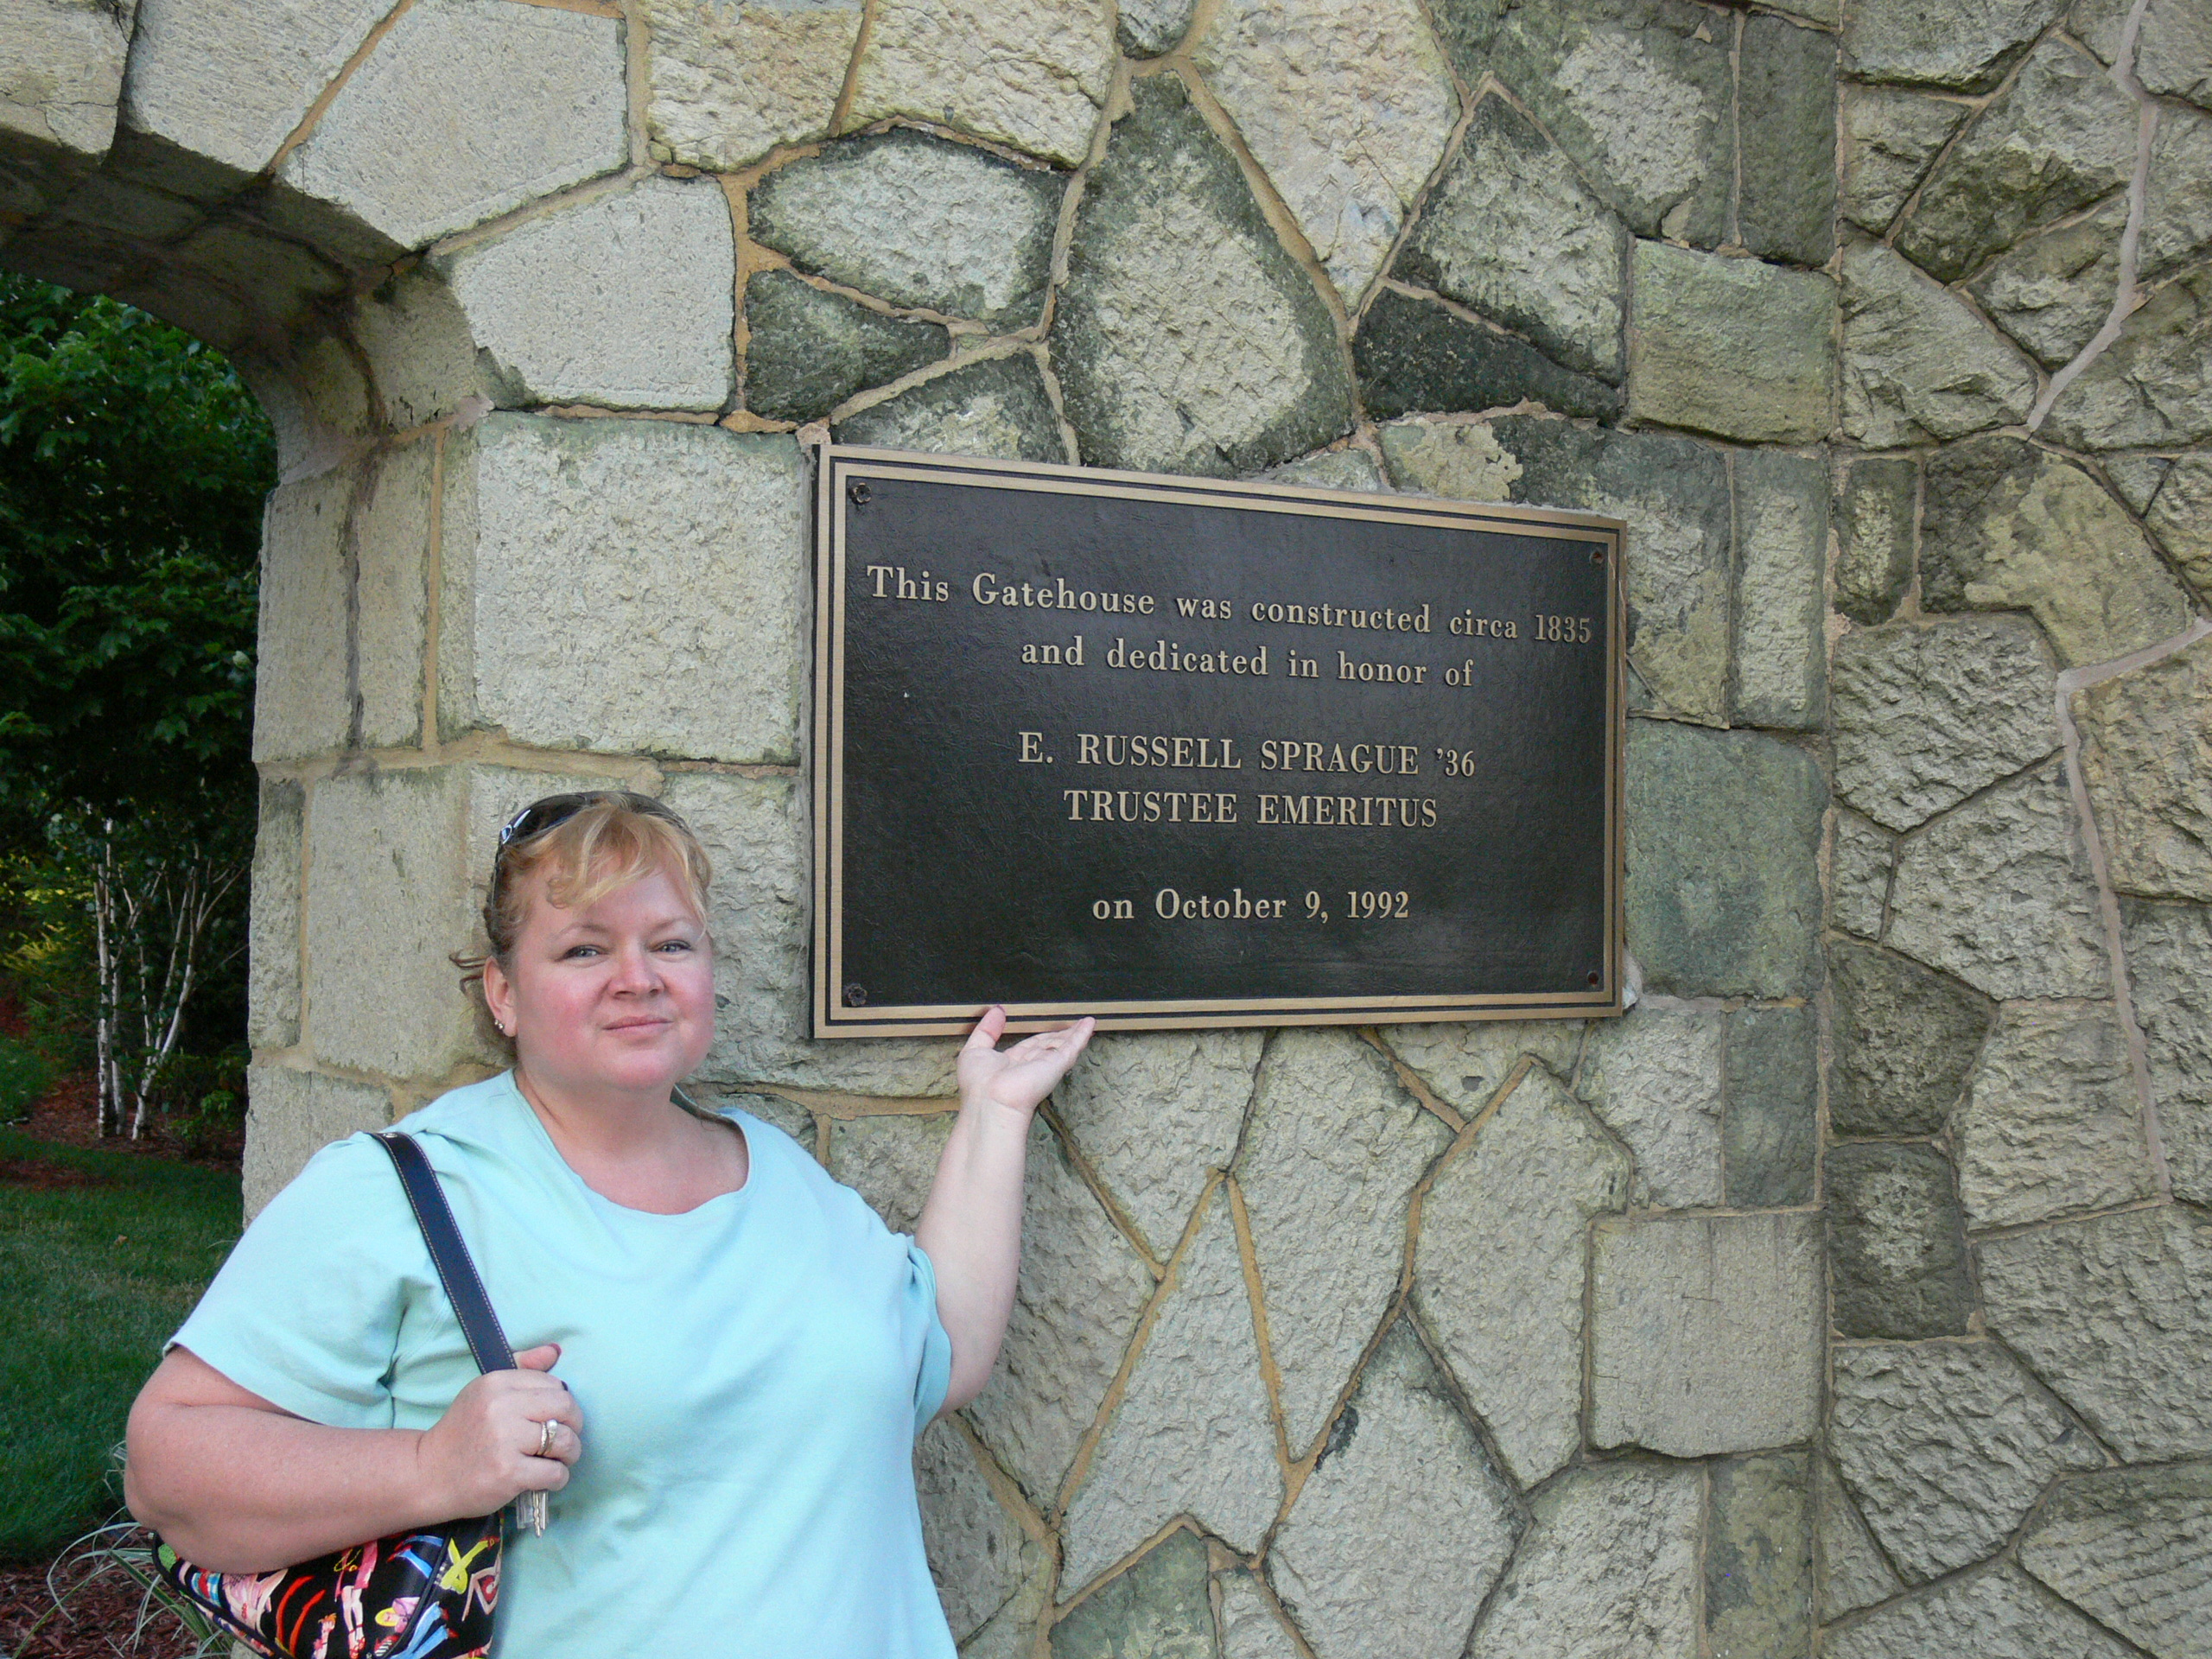 This Gatehouse was constructed circa 1835
and dedicated in honor of
E. RUSSELL SPRAGUE '36
TRUSTEE EMERITUS
on October 9, 1992